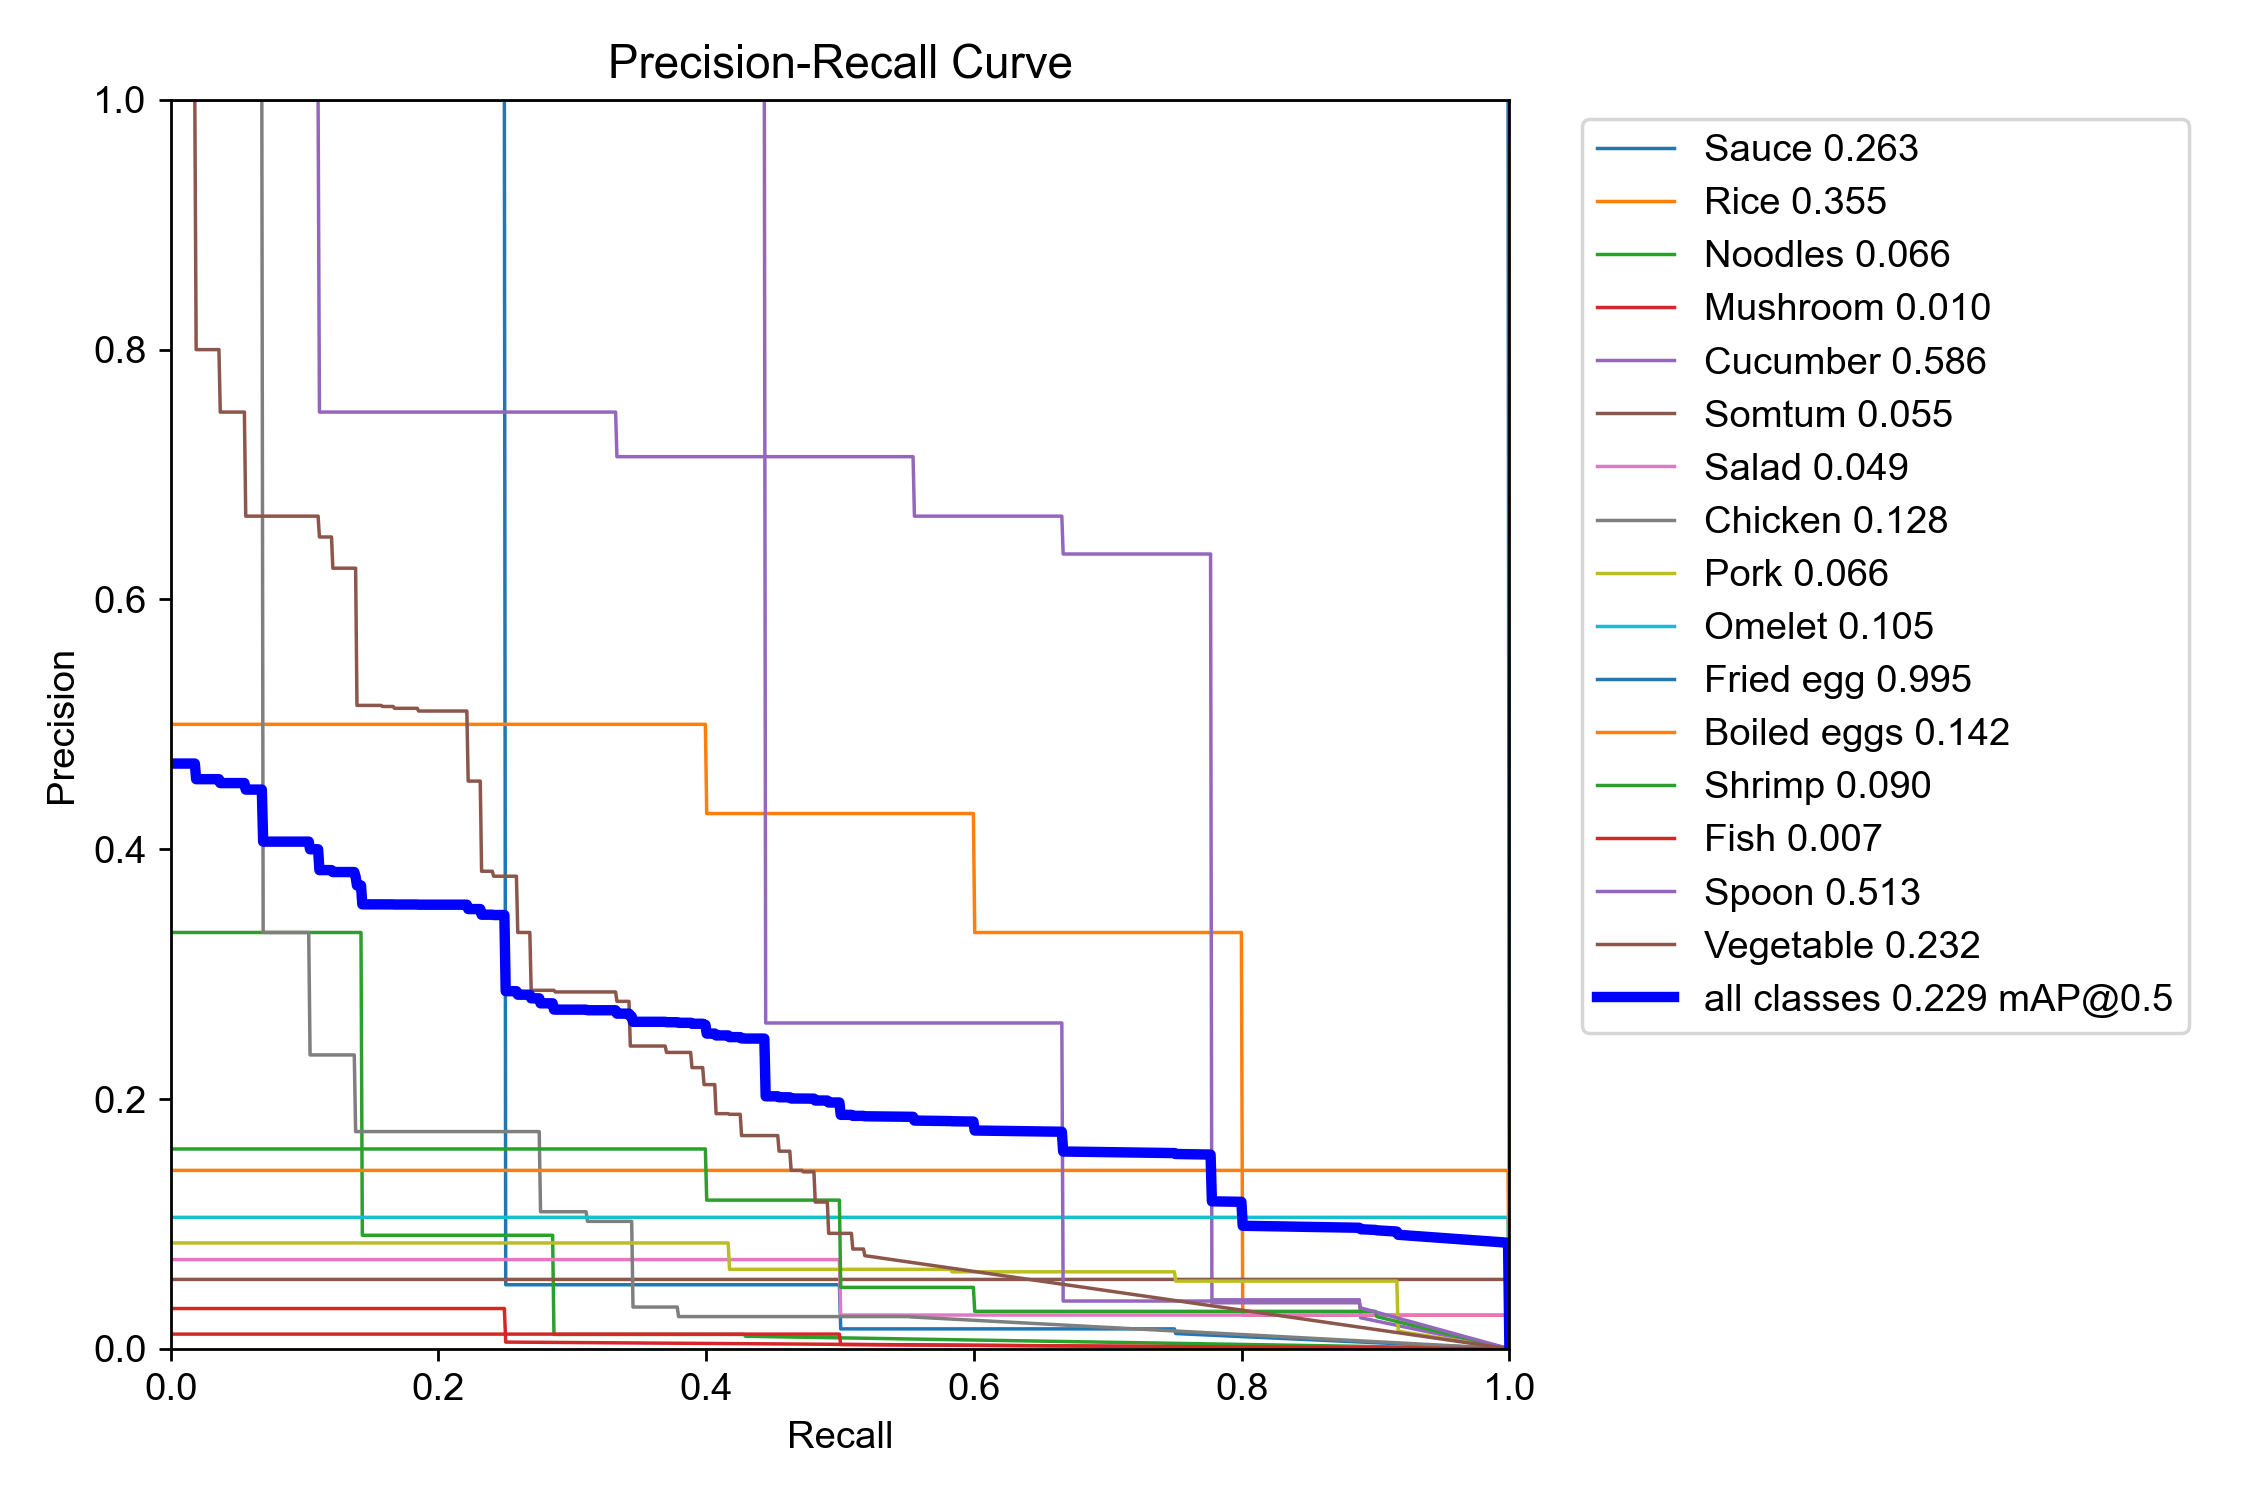 Precision-Recall Curve
1.0
0.8
0.6
0.4
0.2
0.0
Precision
0.0 0.2 0.4 0.6 0.8 1.0
Recall
Sauce 0.263
Rice 0.355
Noodles 0.066
Mushroom 0.010
Cucumber 0.586
Somtum 0.055
Salad 0.049
Chicken 0.128
Pork 0.066
Omelet 0.105
Fried egg 0.995
Boiled eggs 0.142
Shrimp 0.090
Fish 0.007
Spoon 0.513
Vegetable 0.232
all classes 0.229 mAP@0.5